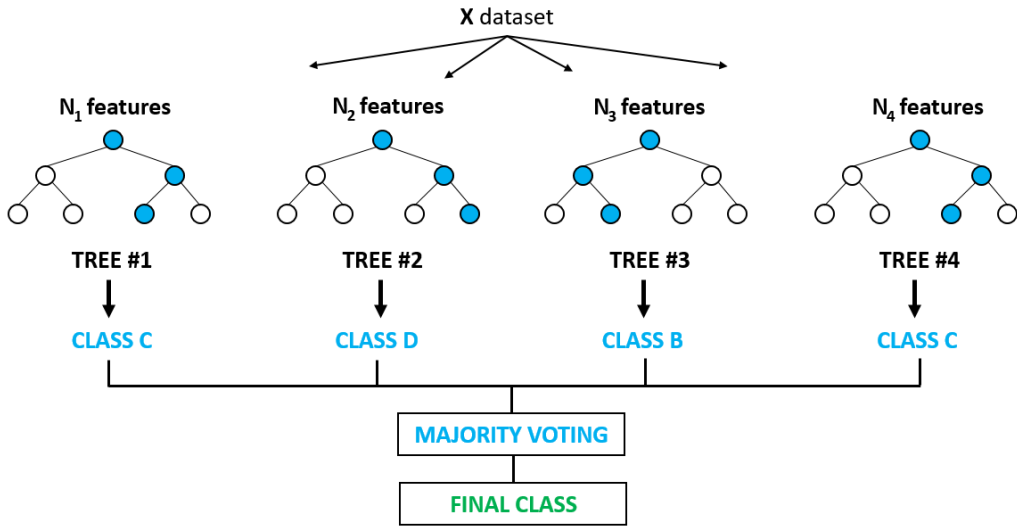 X dataset
N₁ features
N₂ features
N₃ features
N₄ features
TREE #1
TREE #2
TREE #3
TREE #4
CLASS C
CLASS D
CLASS B
CLASS C
MAJORITY VOTING
FINAL CLASS